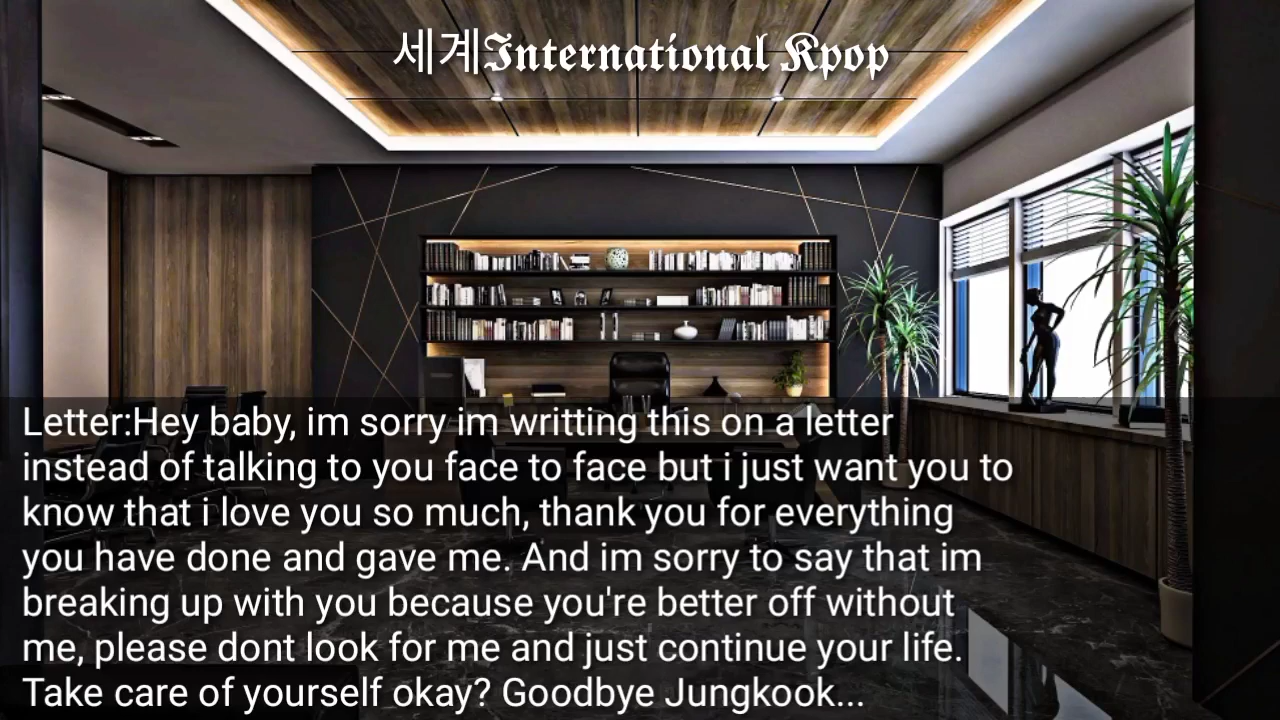 세계International Kpop
Letter:Hey baby, im sorry im writting this on a letter
instead of talking to you face to face but i just want you to
know that i love you so much, thank you for everything
you have done and gave me. And im sorry to say that im
breaking up with you because you're better off without
me, please dont look for me and just continue your life.
Take care of yourself okay? Goodbye Jungkook...